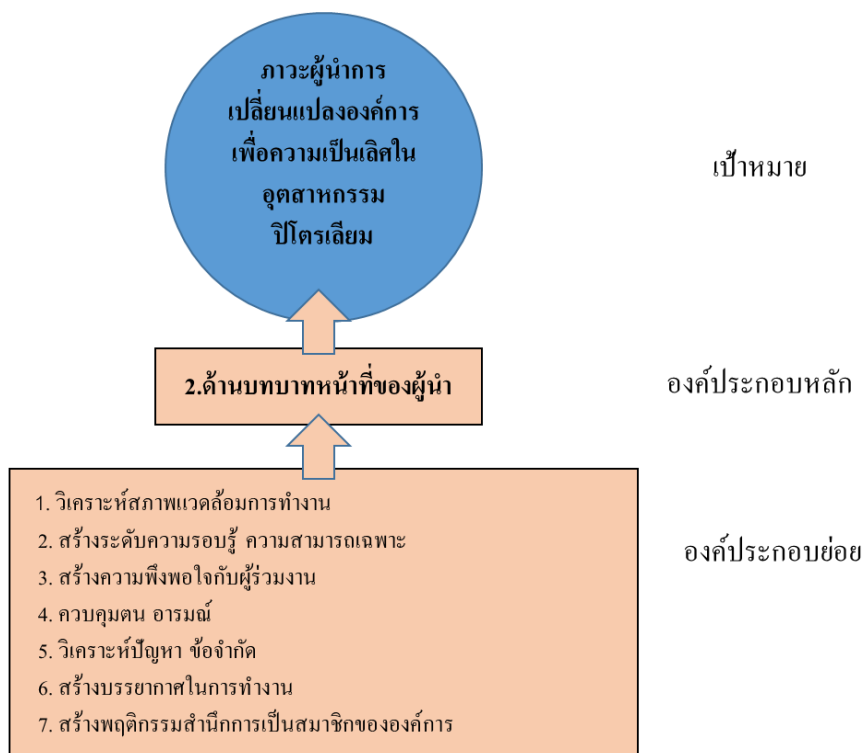 ภาวะผู้นำการ
เปลี่ยนแปลงองค์การ
เพื่อความเป็นเลิศใน
อุตสาหกรรม
ปิโตรเลียม
เป้าหมาย
2.ด้านบทบาทหน้าที่ของผู้นำ
องค์ประกอบหลัก
1. วิเคราะห์สภาพแวดล้อมการทำงาน
2. สร้างระดับความรอบรู้ ความสามารถเฉพาะ
3. สร้างความพึงพอใจกับผู้ร่วมงาน
4. ควบคุมตน อารมณ์
5. วิเคราะห์ปัญหา ข้อจำกัด
6. สร้างบรรยากาศในการทำงาน
7. สร้างพฤติกรรมสำนึกการเป็นสมาชิกขององค์การ
องค์ประกอบย่อย